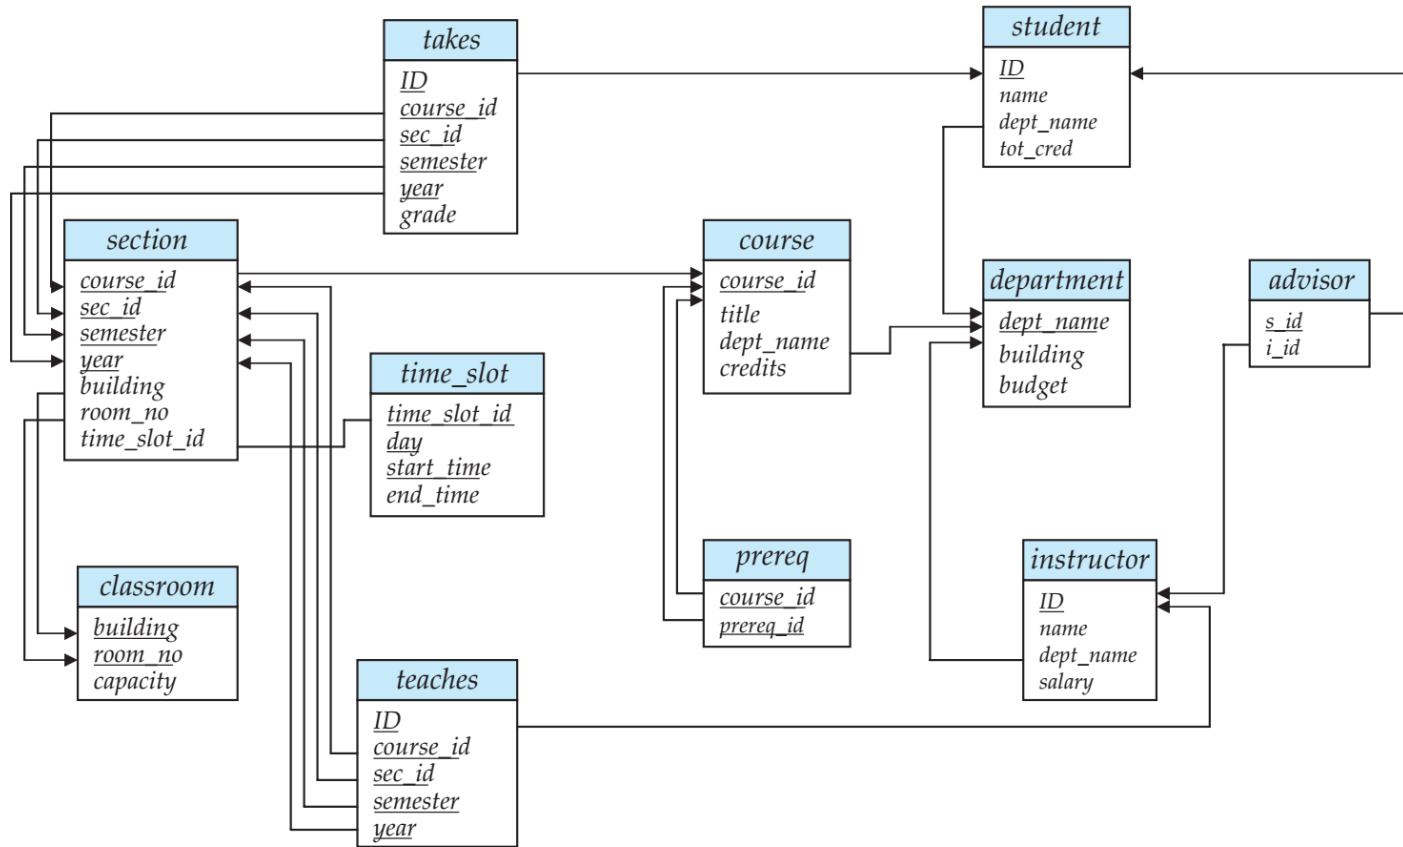 takes
ID
course_id
sec_id
semester
year
grade
student
ID
name
dept_name
tot_cred
section
course_id
sec_id
semester
year
building
room_no
time_slot_id
course
course_id
title
dept_name
credits
department
dept_name
building
budget
advisor
s_id
i_id
time_slot
time_slot_id
day
start_time
end_time
classroom
building
room_no
capacity
prereq
course_id
prereq_id
instructor
ID
name
dept_name
salary
teaches
ID
course_id
sec_id
semester
year